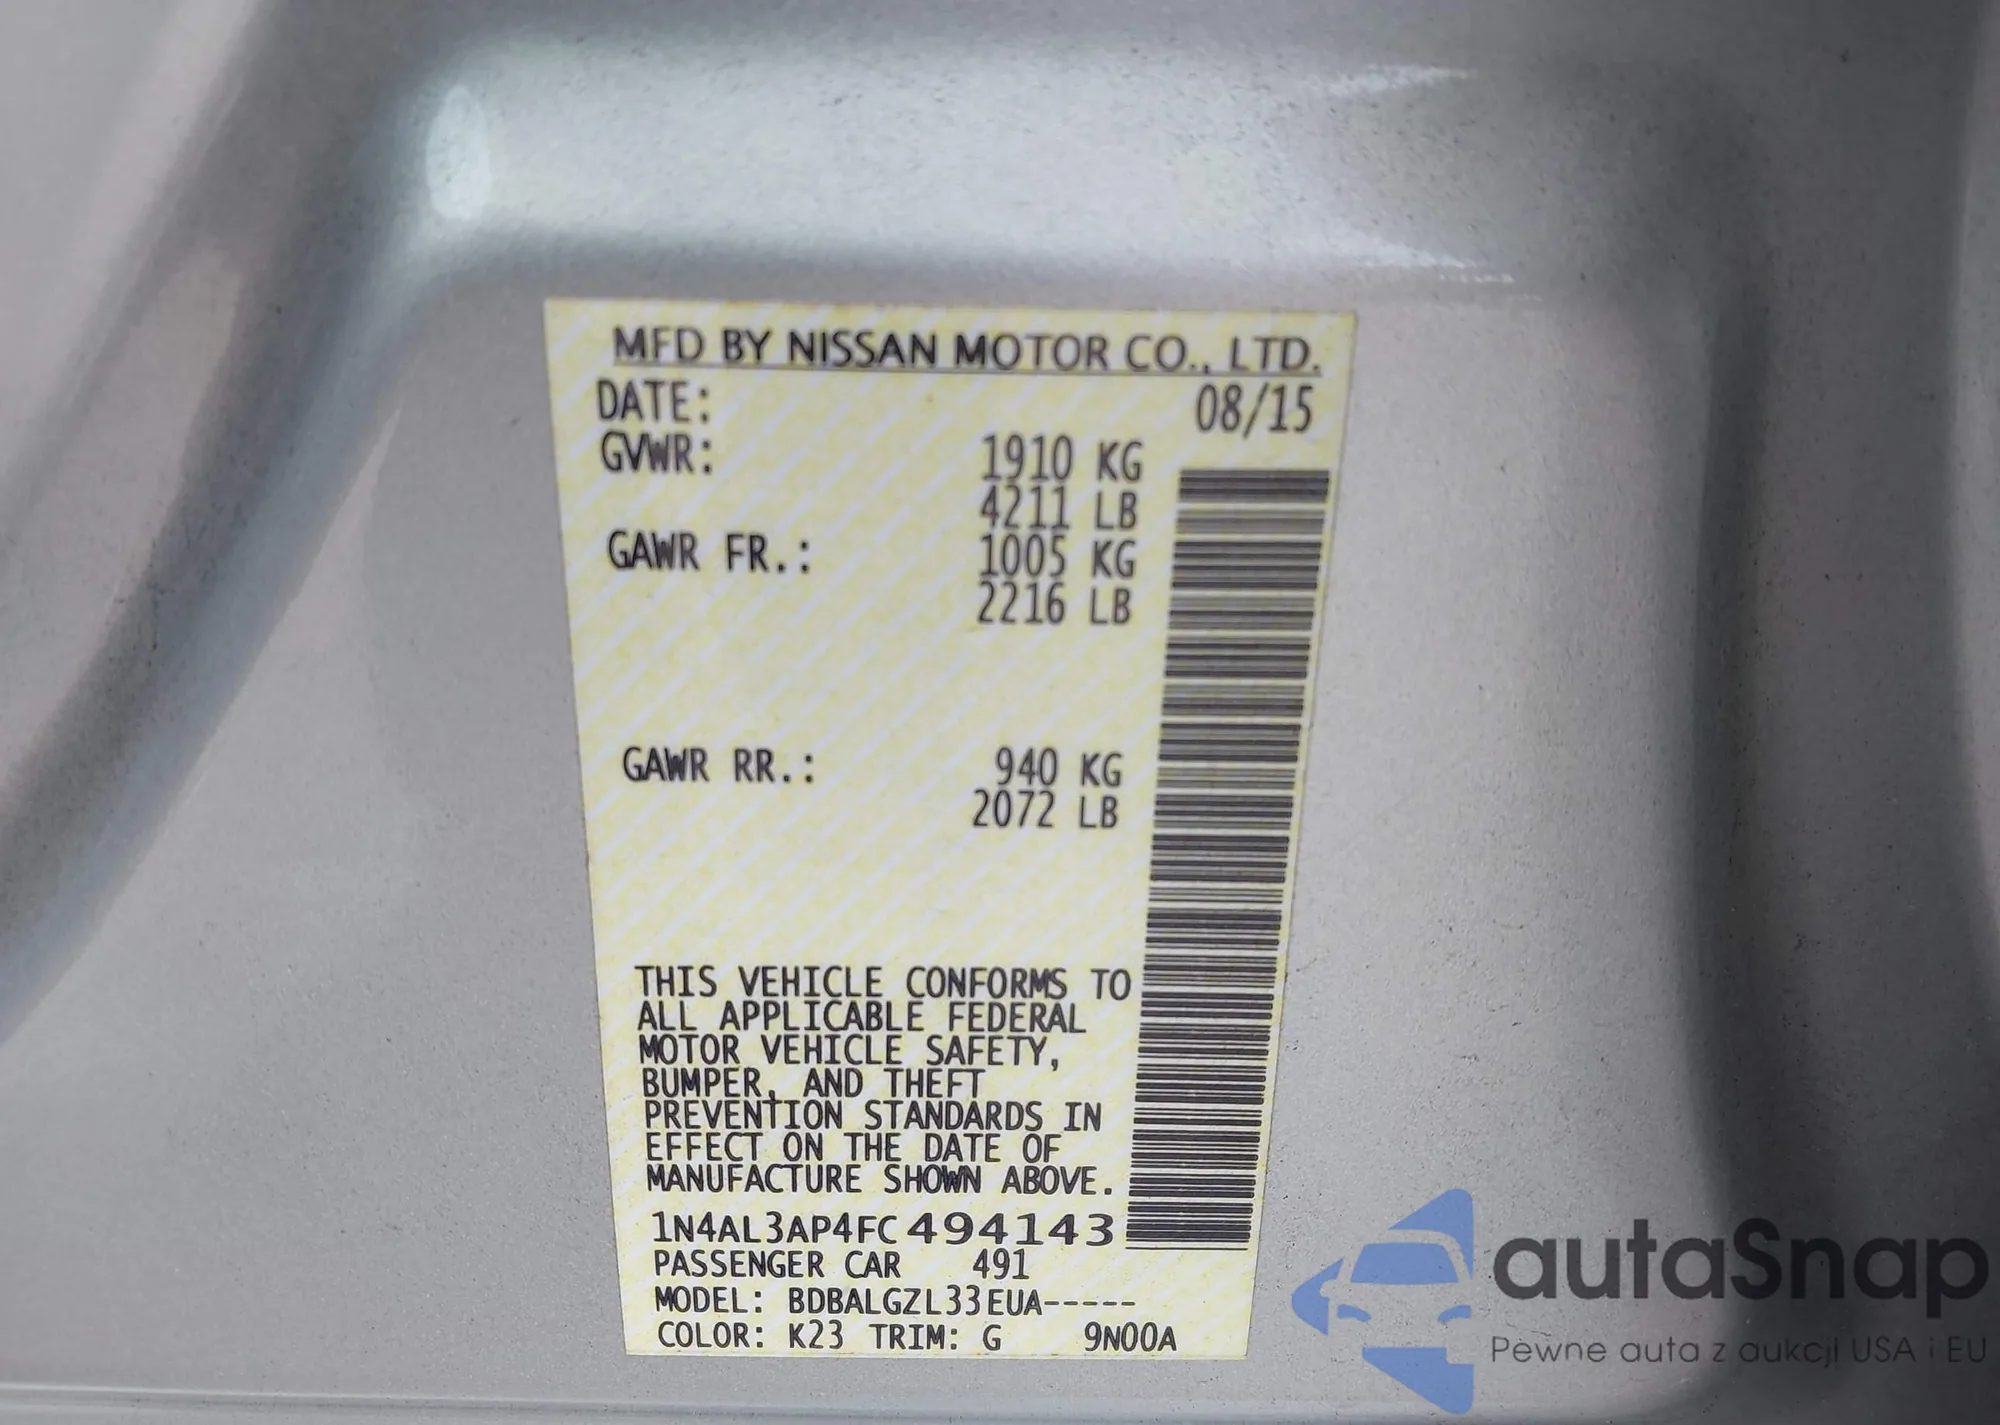 MFD BY NISSAN MOTOR CO., LTD.
DATE: 08/15
GVWR: 1910 KG
4211 LB
GAWR FR.: 1005 KG
2216 LB
GAWR RR.: 940 KG
2072 LB
THIS VEHICLE CONFORMS TO
ALL APPLICABLE FEDERAL
MOTOR VEHICLE SAFETY,
BUMPER, AND THEFT
PREVENTION STANDARDS IN
EFFECT ON THE DATE OF
MANUFACTURE SHOWN ABOVE.
1N4AL3AP4FC494143
PASSENGER CAR 491
MODEL: BDBALGZL33EUA-----
COLOR: K23 TRIM: G 9N00A
autaSnap
Pewne auta z aukcji USA i EU